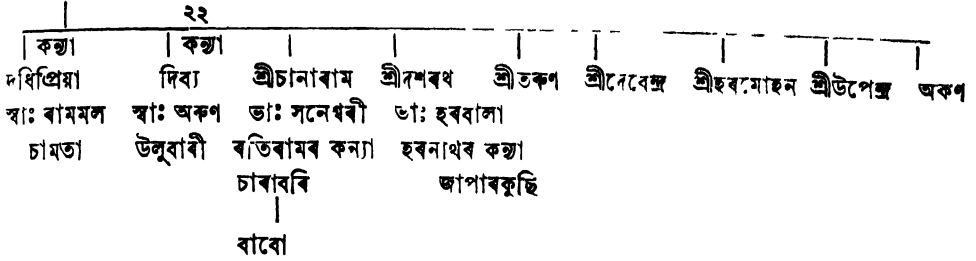 ২২
কন্যা কন্যা
দধিপ্রিয়া দিব্য শ্ৰীচানাৰাম শ্ৰীদশৰথ শ্ৰীতৰুণ শ্ৰীদেবেন্দ্ৰ শ্ৰীহৰমোহন শ্ৰীউপেন্দ্ৰ অৰুণ
স্বাঃ ৰামমল স্বাঃ অৰুণ ভাঃ সনেশ্বৰী ভাঃ হৰবালা
চামতা উলুবাৰী ৰতিৰামৰ কন্যা হৰনাথৰ কন্যা
চাৰাবৰি জাপাৰকুছি
বাবো